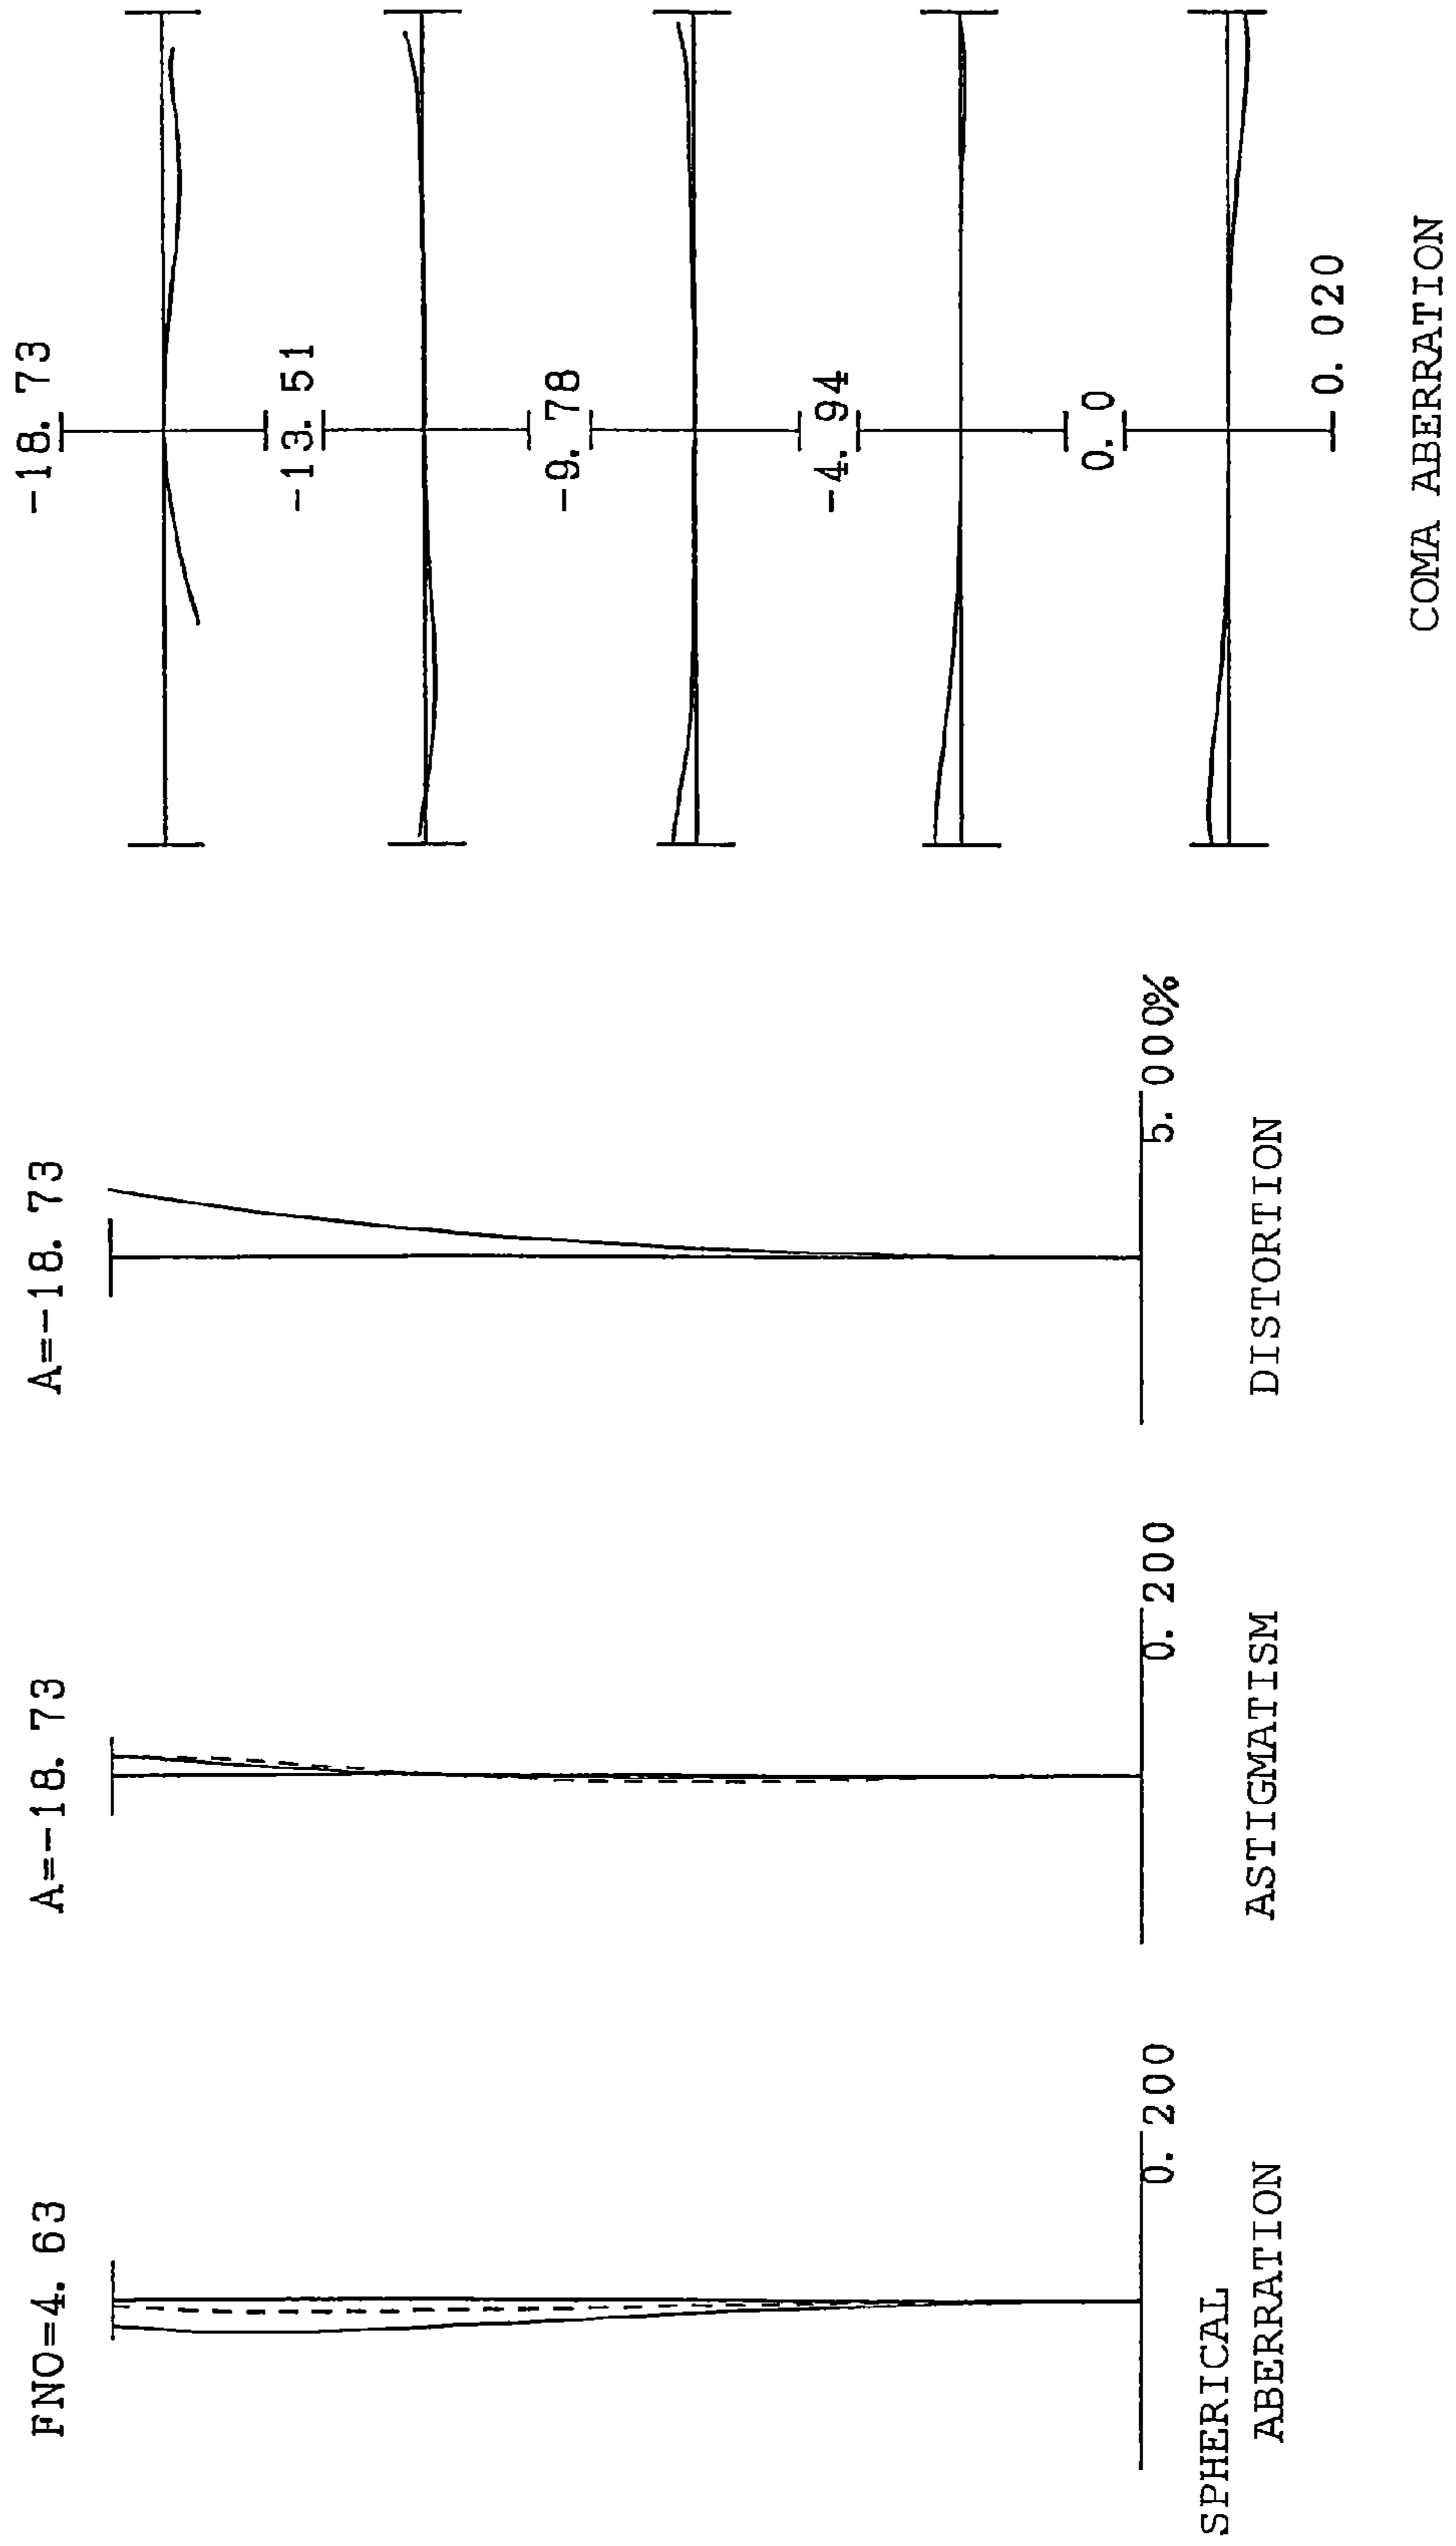 FNO=4. 63
0. 200
SPHERICAL
ABERRATION
A=-18. 73
0. 200
ASTIGMATISM
A=-18. 73
5. 000%
DISTORTION
-18. 73
-13. 51
-9. 78
-4. 94
0. 0
0. 020
COMA ABERRATION